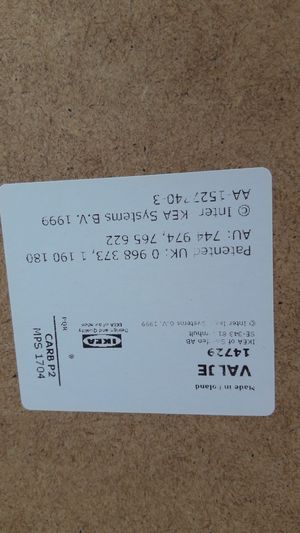 Made in Poland
VALJE
14729
IKEA of Sweden AB
SE-343 81 Älmhult
© Inter IKEA Systems B.V. 1999
IKEA
®
Design and Quality
IKEA of Sweden
PQR
CARB P2
MPS 1704
Patented UK: 0 968 373, 1 190 180
AU: 744 974, 765 622
© Inter IKEA Systems B.V. 1999
AA-1527740-3